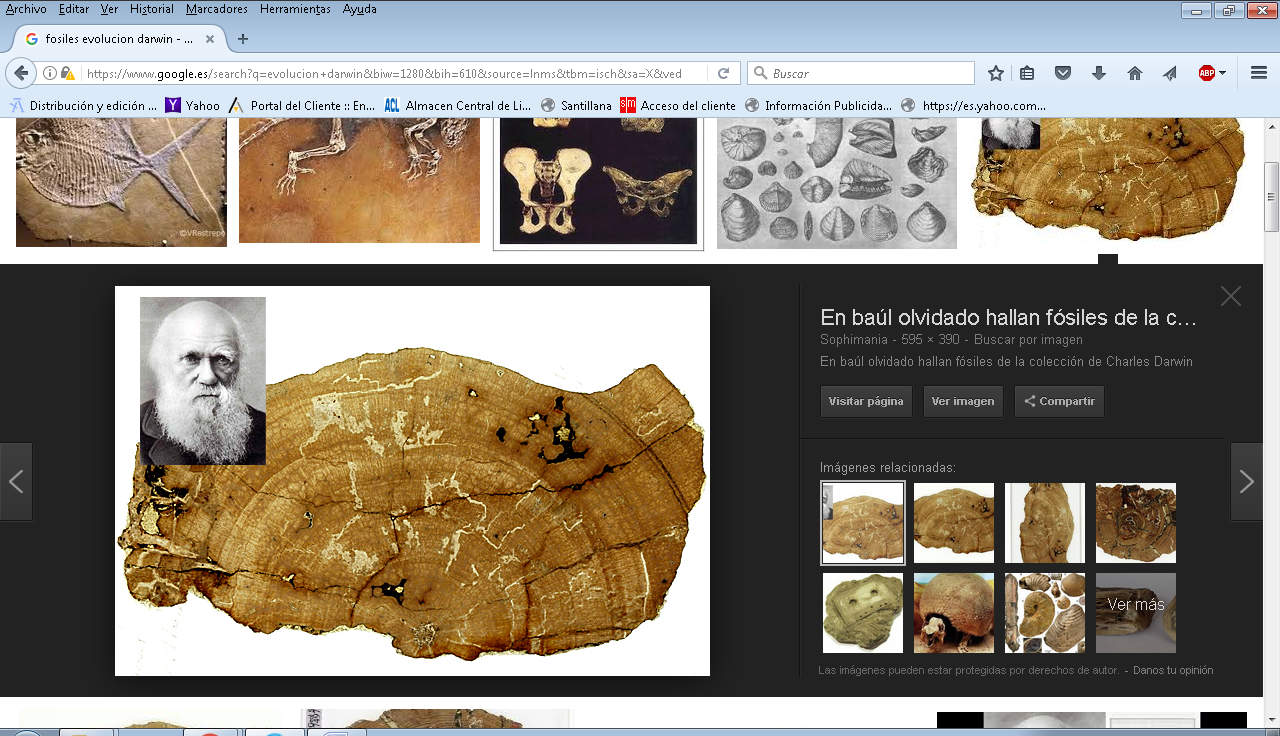 Archivo Editar Ver Historial Marcadores Herramientas Ayuda
fosiles evolucion darwin - ...
https://www.google.es/search?q=evolucion+darwin&biw=1280&bih=610&source=lnms&tbm=isch&sa=X&ved
Buscar
ABP
Distribución y edición ... Yahoo Portal del Cliente :: En... ACL Almacen Central de Li... Santillana sm Acceso del cliente Información Publicida... https://es.yahoo.com...
©VRestrepo
En baúl olvidado hallan fósiles de la c...
Sophimania - 595 × 390 - Buscar por imagen
En baúl olvidado hallan fósiles de la colección de Charles Darwin
Visitar página Ver imagen Compartir
Imágenes relacionadas:
Ver más
Las imágenes pueden estar protegidas por derechos de autor. - Danos tu opinión